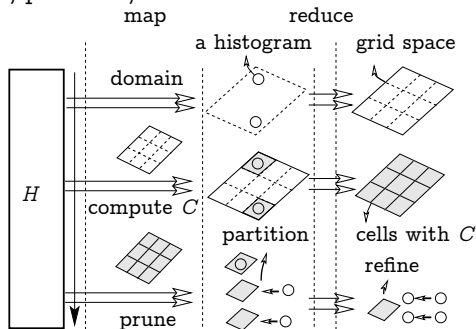 map reduce
a histogram grid space
domain
H
compute C
partition cells with C
refine
prune